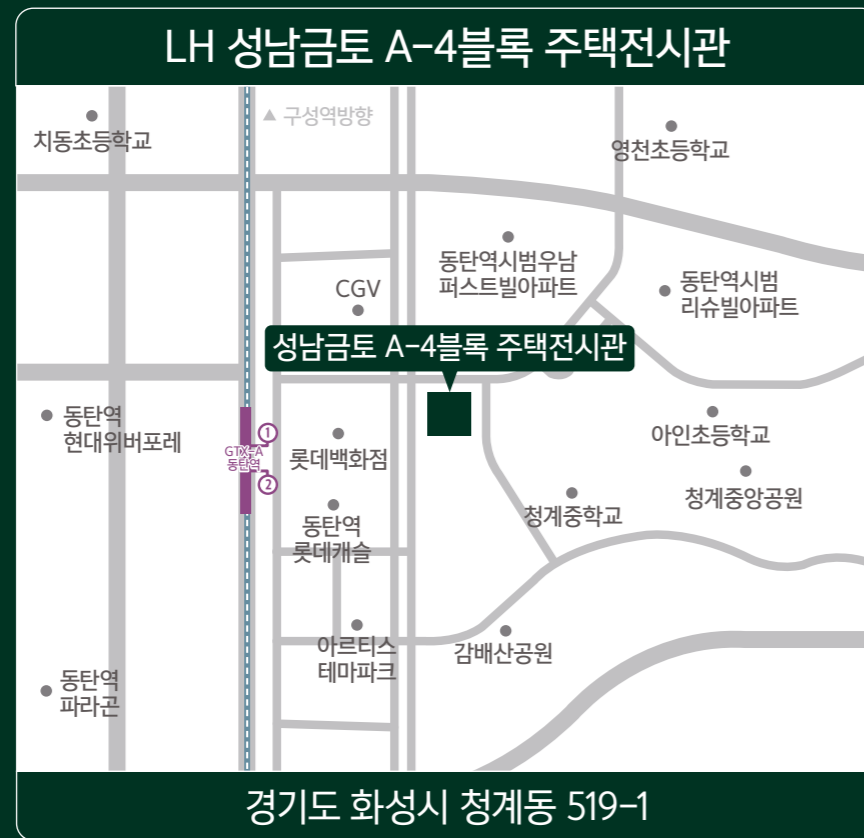 LH 성남금토 A-4블록 주택전시관
▲ 구성역방향
치동초등학교
영천초등학교
동탄역시범우남
퍼스트빌아파트
동탄역시범
리슈빌아파트
CGV
성남금토 A-4블록 주택전시관
동탄역
현대위버포레
①
GTX-A
동탄역
②
롯데백화점
아인초등학교
청계중앙공원
청계중학교
동탄역
롯데캐슬
아르티스
테마파크
감배산공원
동탄역
파라곤
경기도 화성시 청계동 519-1